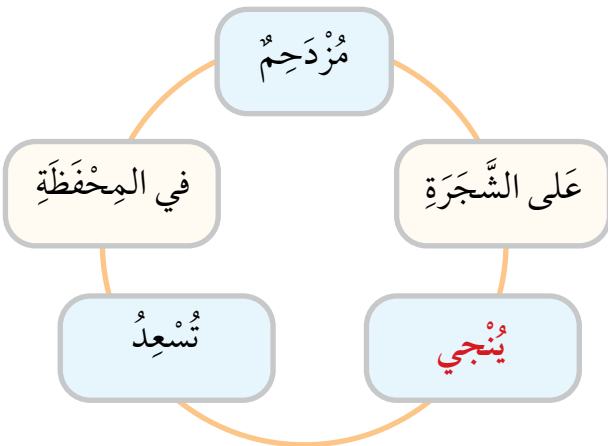 مُزْدَحِمٌ
عَلى الشَّجَرَةِ
في المِحْفَظَةِ
يُنْجي
تُسْعِدُ